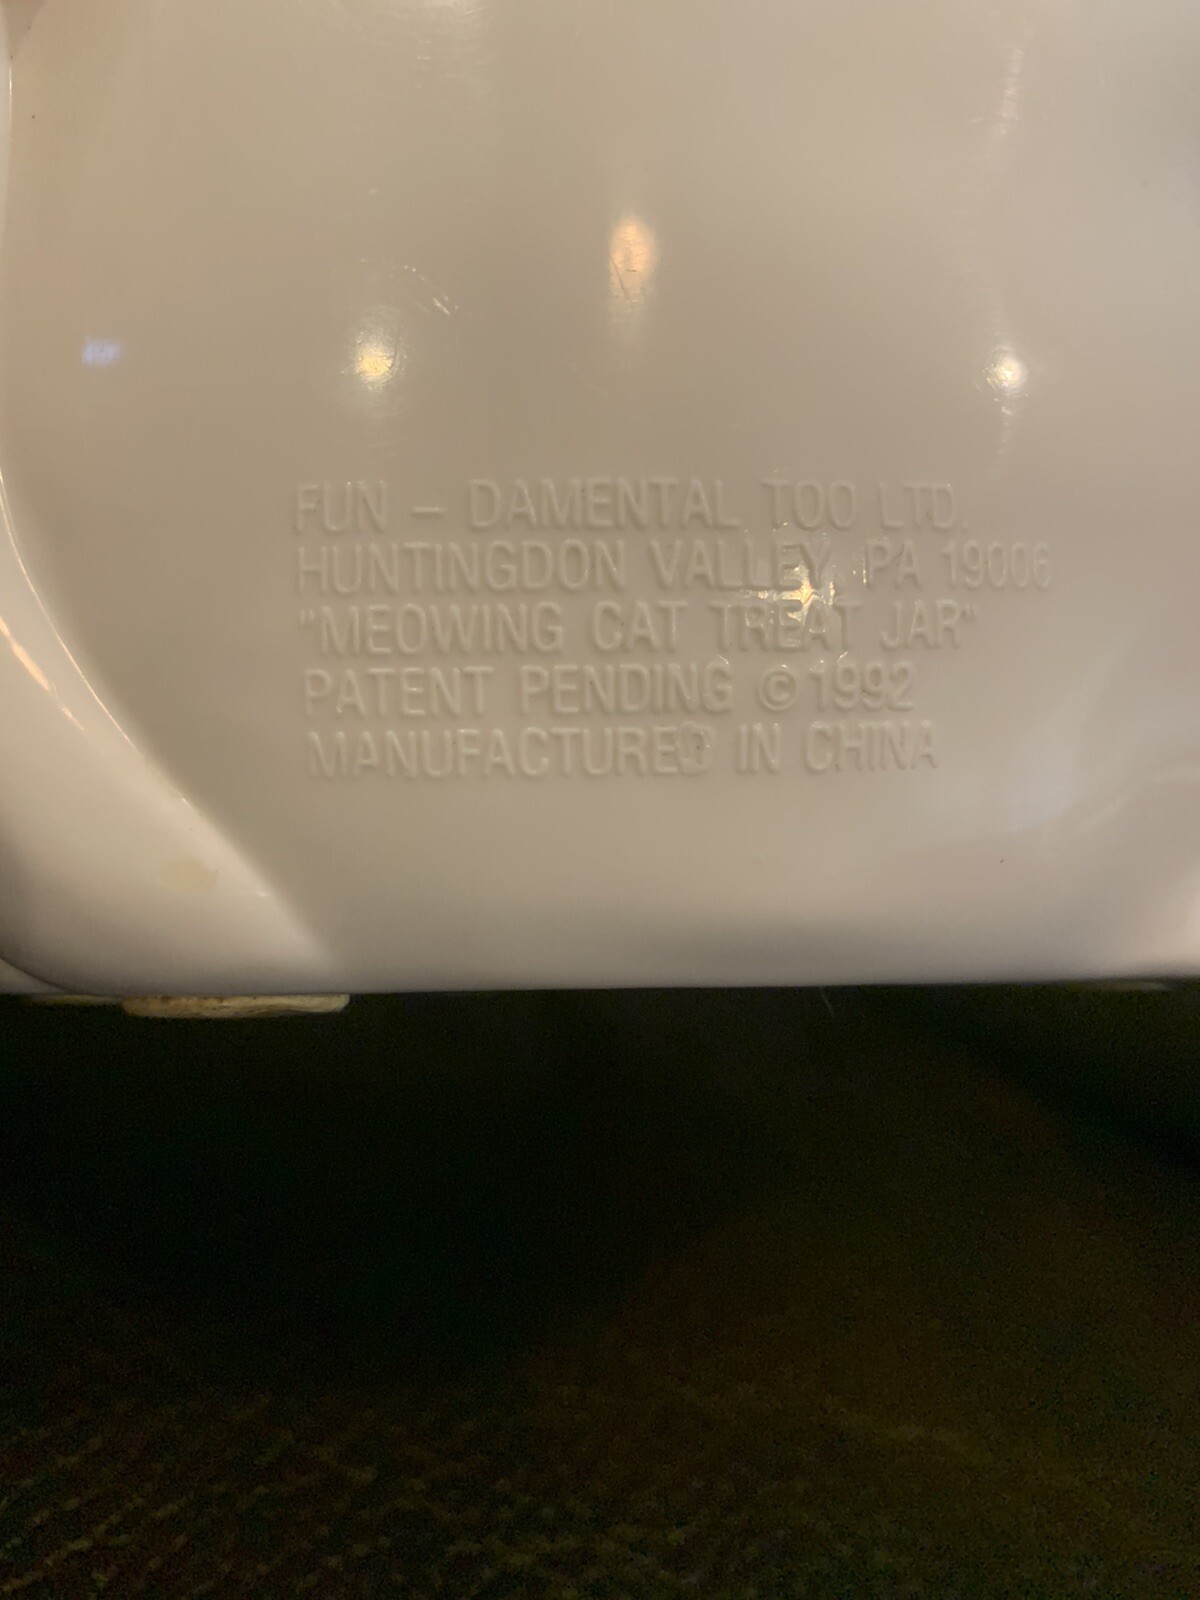 FUN – DAMENTAL TOO LTD.
HUNTINGDON VALLEY, PA 19006
"MEOWING CAT TREAT JAR"
PATENT PENDING ©1992
MANUFACTURED IN CHINA